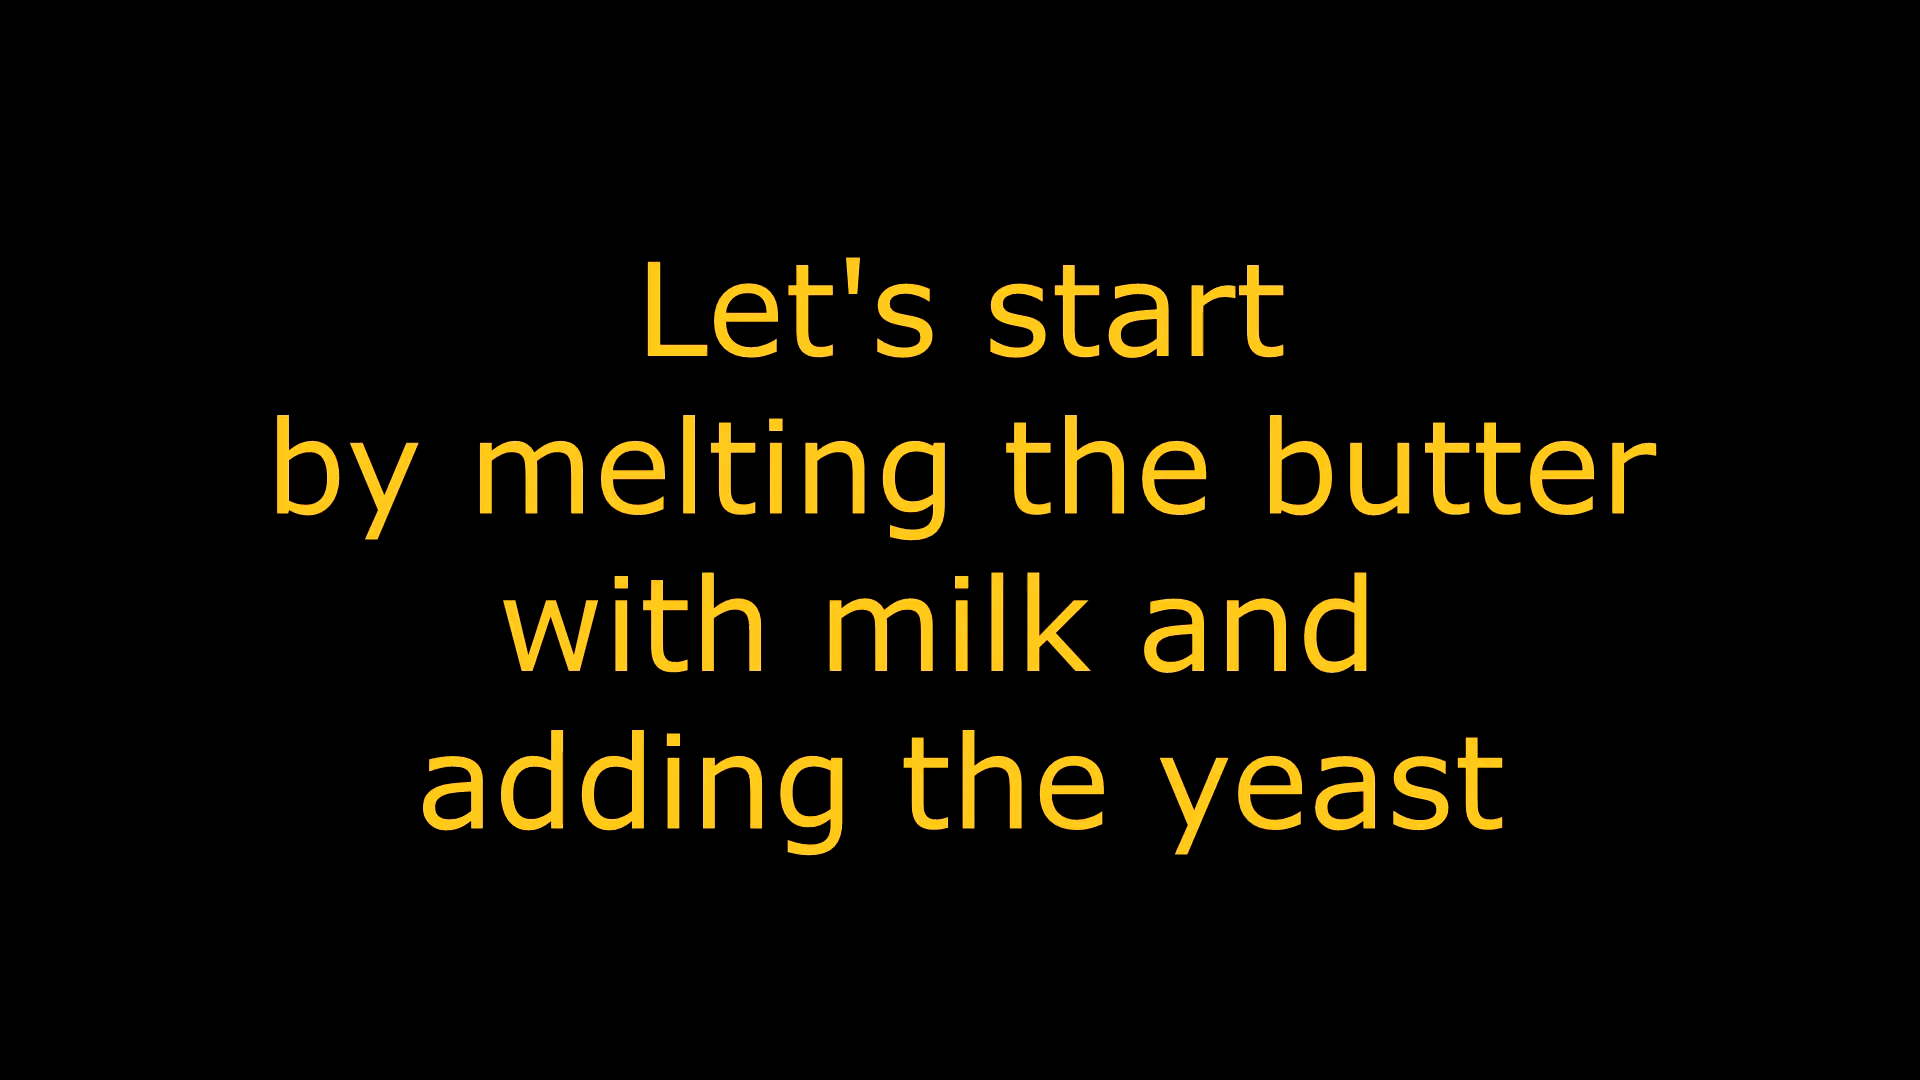 Let's start
by melting the butter
with milk and
adding the yeast